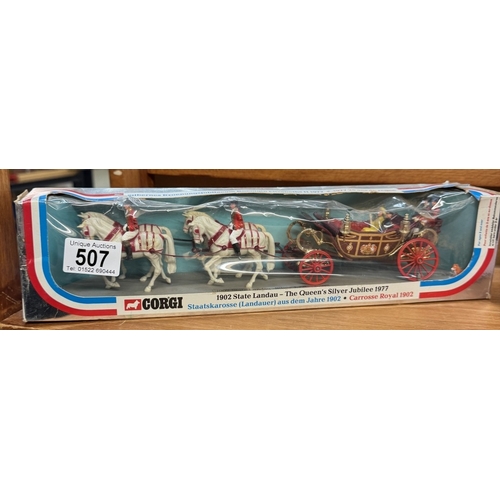 Unique Auctions
507
Tel: 01522 690444
CORGI
1902 State Landau - The Queen's Silver Jubilee 1977
Staatskarosse (Landauer) aus dem Jahre 1902 • Carrosse Royal 1902